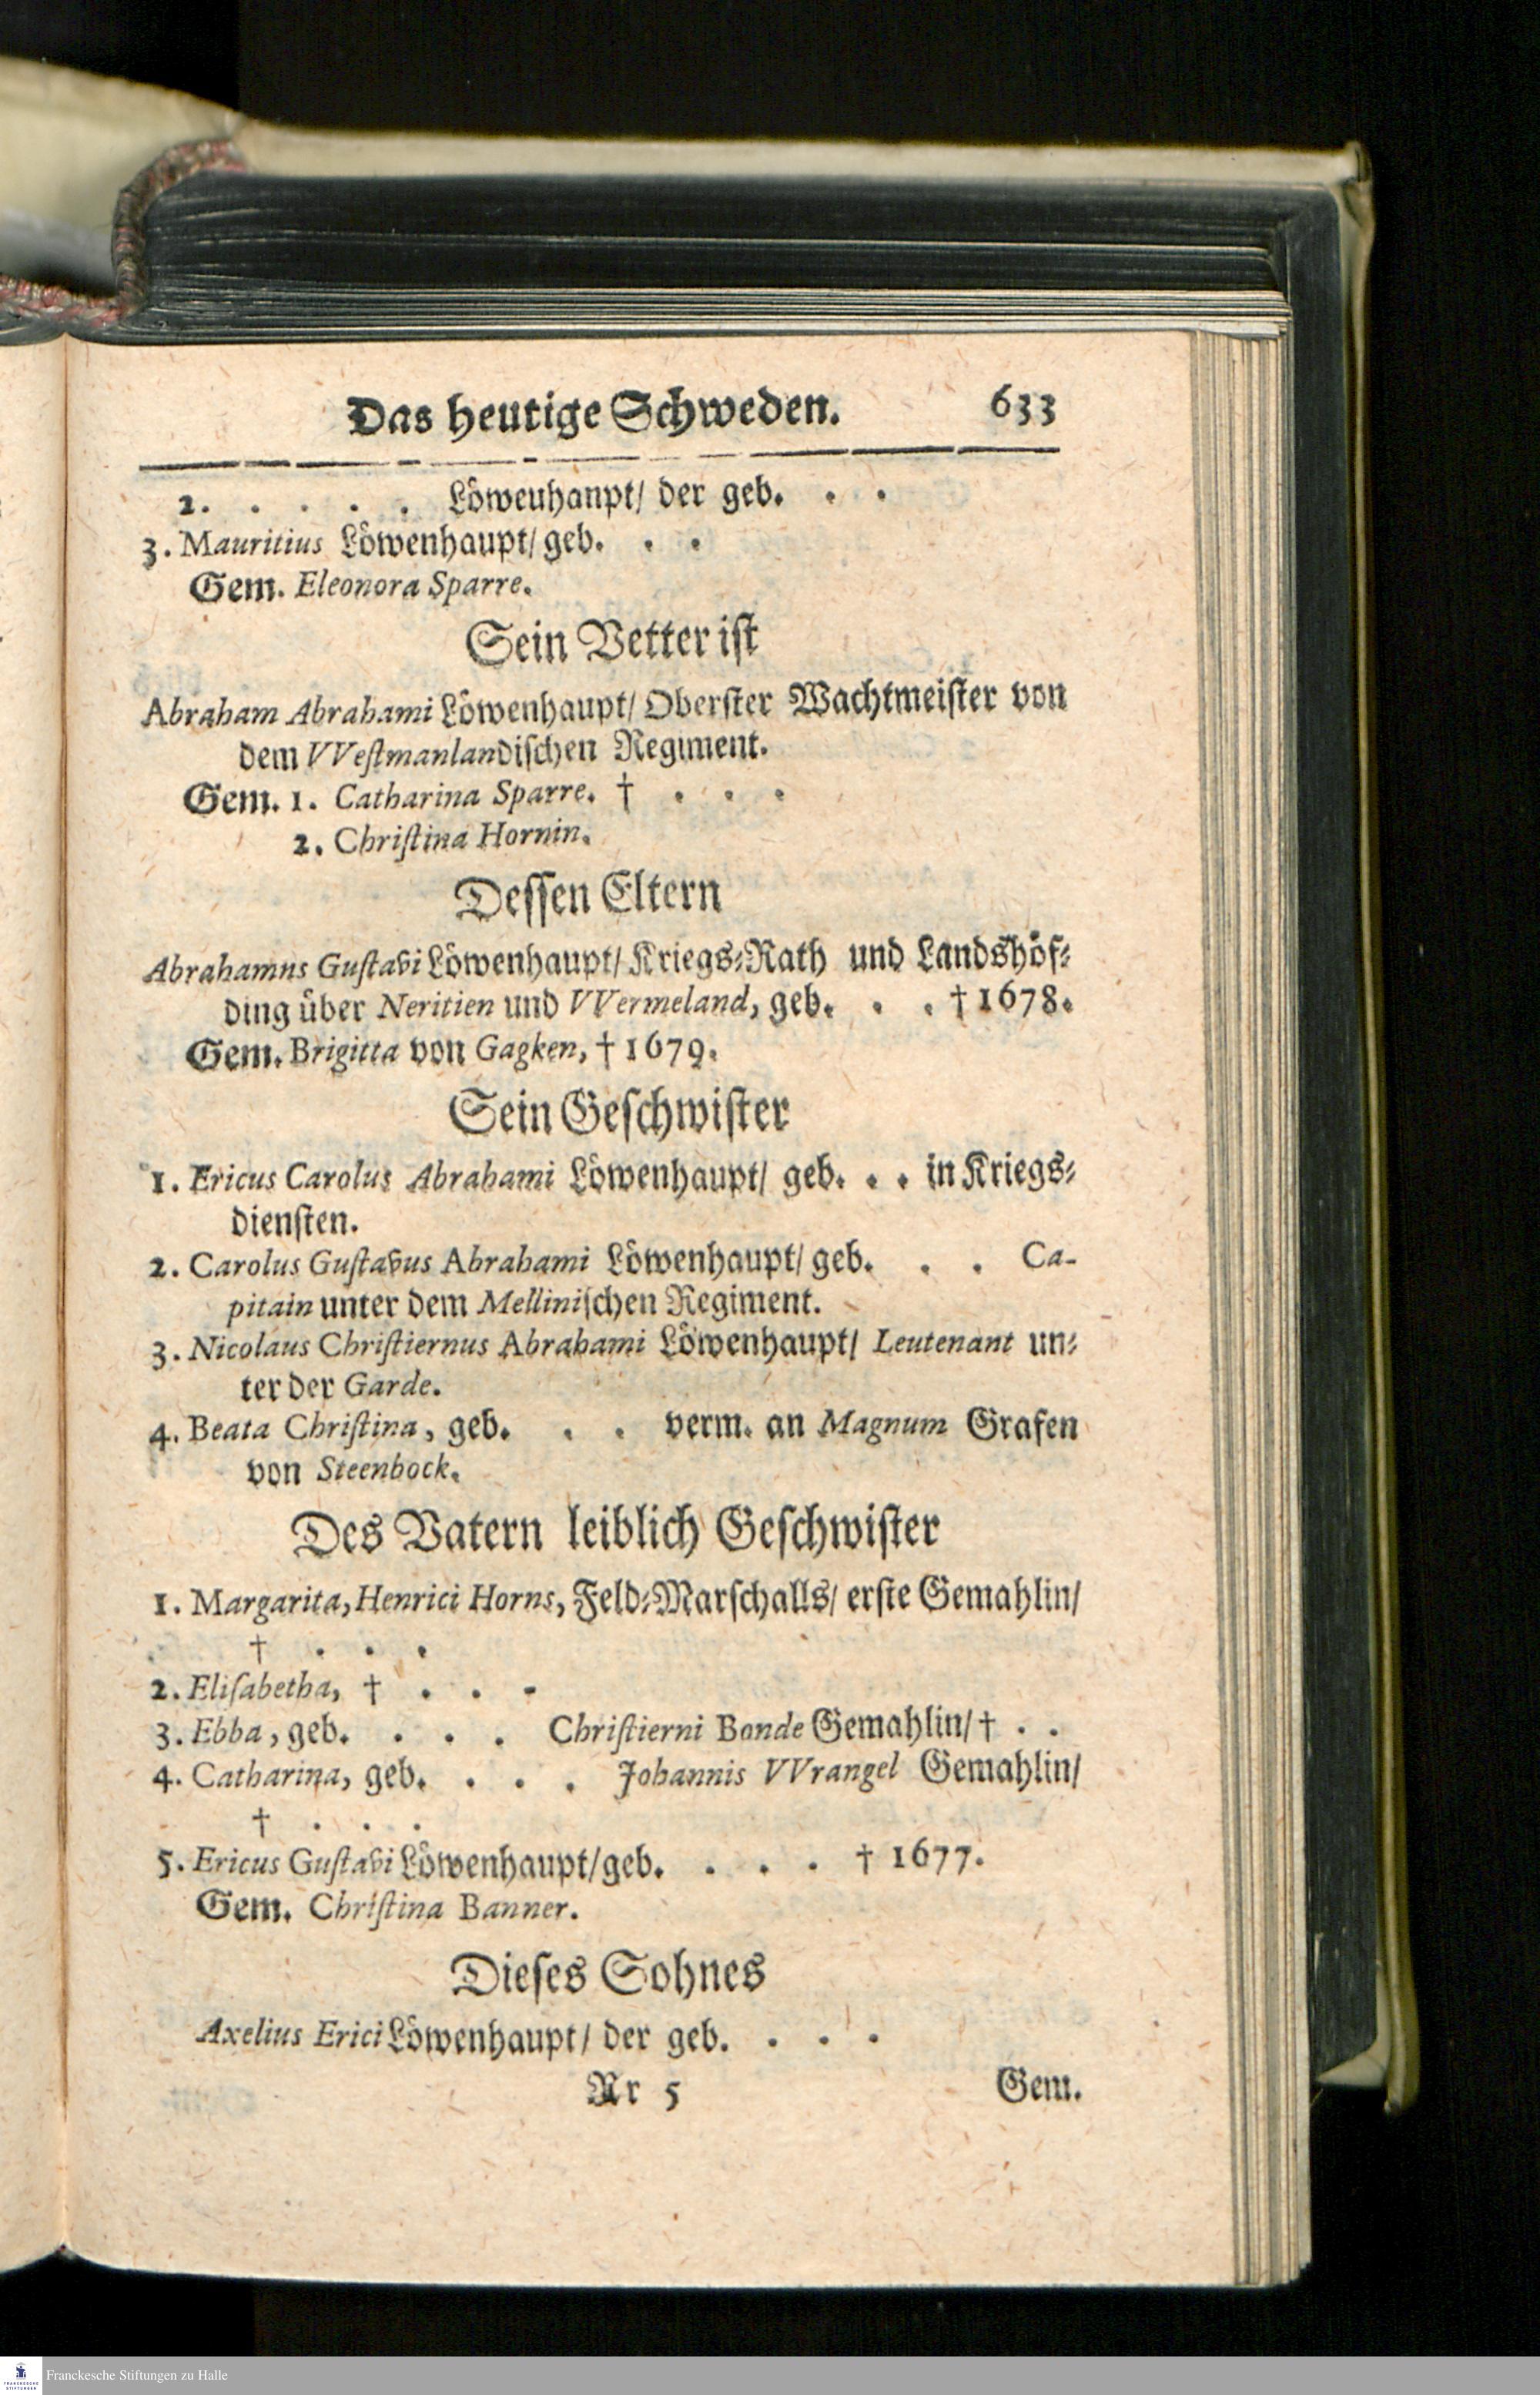 Das heutige Schweden. 633
2. . . . . . Löweuhanpt/ der geb. . .
3. Mauritius Löwenhaupt/ geb. . .
Gem. Eleonora Sparre.
Sein Vetter ist
Abraham Abrahami Löwenhaupt/ Oberster Wachtmeister von
dem VVestmanlandischen Regiment.
Gem. 1. Catharina Sparre. † . . .
2. Christina Hornin.
Dessen Eltern
Abrahamns Gustavi Löwenhaupt/ Kriegs-Rath und Landshöf-
ding über Neritien und VVermeland, geb. . . † 1678.
Gem. Brigitta von Gagken, † 1679.
Sein Geschwister
1. Ericus Carolus Abrahami Löwenhaupt/ geb. . . in Kriegs-
diensten.
2. Carolus Gustavus Abrahami Löwenhaupt/ geb. . . Ca-
pitain unter dem Mellinischen Regiment.
3. Nicolaus Christiernus Abrahami Löwenhaupt/ Leutenant un-
ter der Garde.
4. Beata Christina, geb. . . verm. an Magnum Grafen
von Steenbock.
Des Vatern leiblich Geschwister
1. Margarita, Henrici Horns, Feld-Marschalls/ erste Gemahlin/
† . . .
2. Elisabetha, † . . -
3. Ebba, geb. . . . Christierni Bonde Gemahlin/ † . .
4. Catharina, geb. . . . Johannis VVrangel Gemahlin/
† . . .
5. Ericus Gustavi Löwenhaupt/ geb. . . . † 1677.
Gem. Christina Banner.
Dieses Sohnes
Axelius Erici Löwenhaupt/ der geb. . . .
Rr 5 Gem.
FRANCKESCHE STIFTUNGEN
Franckesche Stiftungen zu Halle